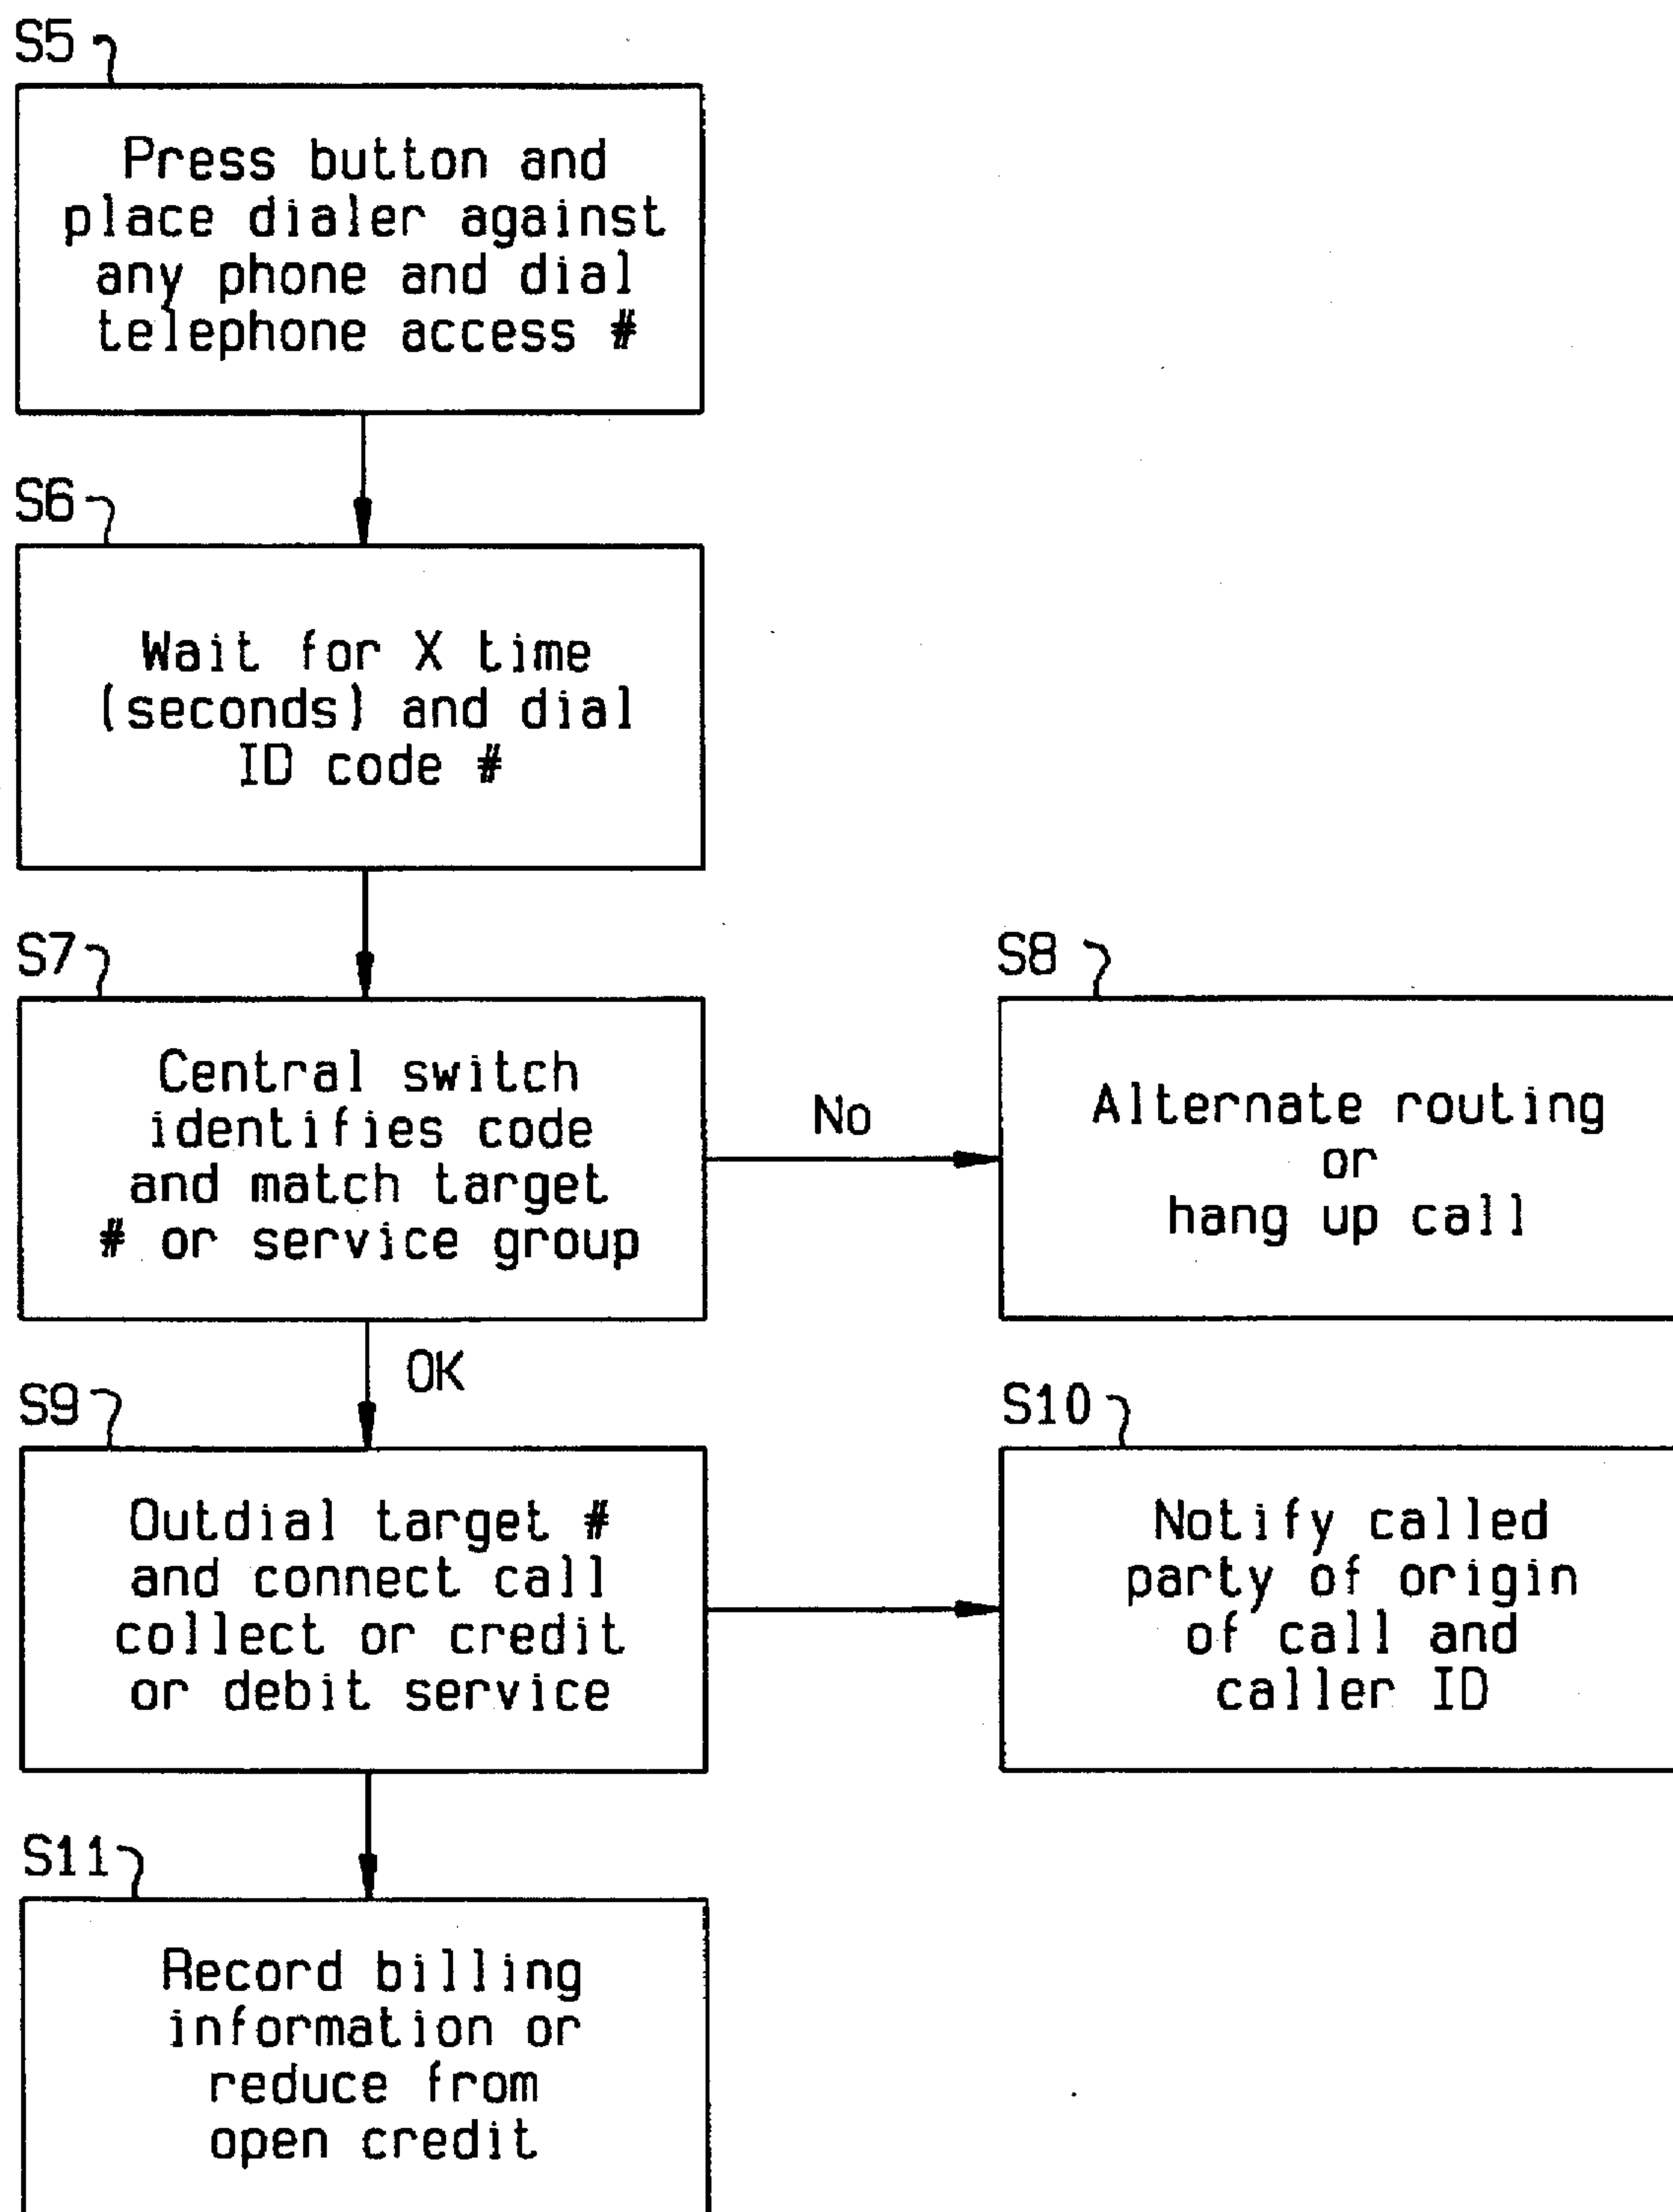 S5
Press button and
place dialer against
any phone and dial
telephone access #
S6
Wait for X time
(seconds) and dial
ID code #
S7
Central switch
identifies code
and match target
# or service group
No
S8
Alternate routing
or
hang up call
OK
S9
Outdial target #
and connect call
collect or credit
or debit service
S10
Notify called
party of origin
of call and
caller ID
S11
Record billing
information or
reduce from
open credit